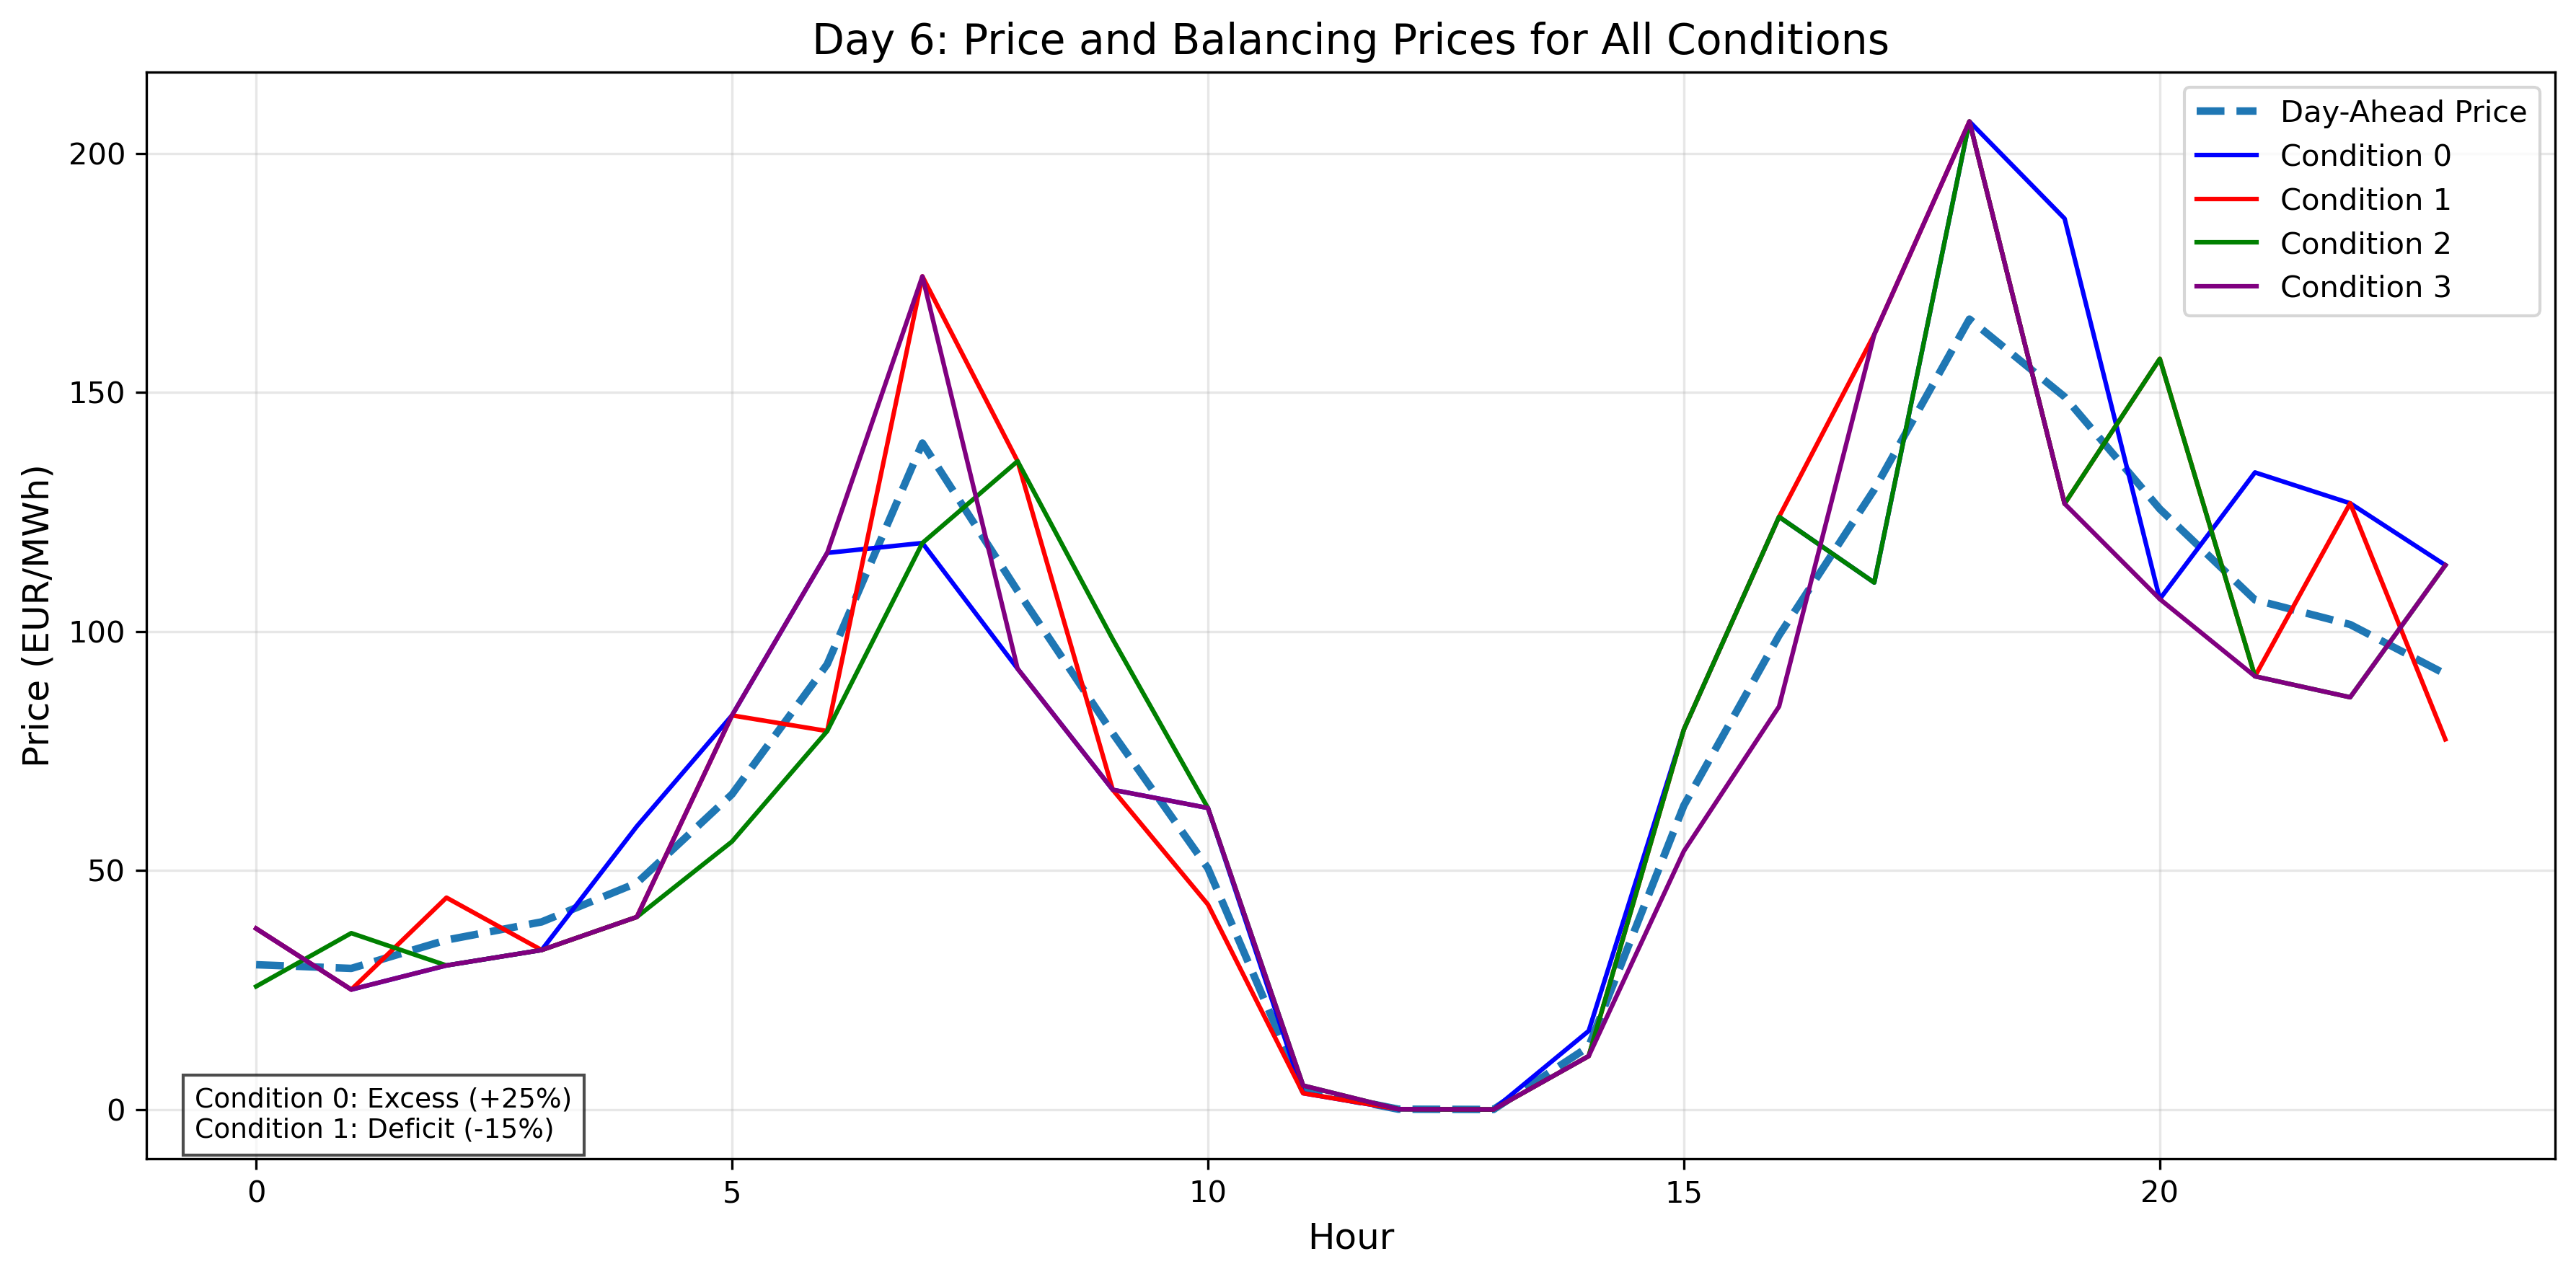 Day 6: Price and Balancing Prices for All Conditions
Price (EUR/MWh)
200
150
100
50
0
Day-Ahead Price
Condition 0
Condition 1
Condition 2
Condition 3
Condition 0: Excess (+25%)
Condition 1: Deficit (-15%)
0 5 10 15 20
Hour